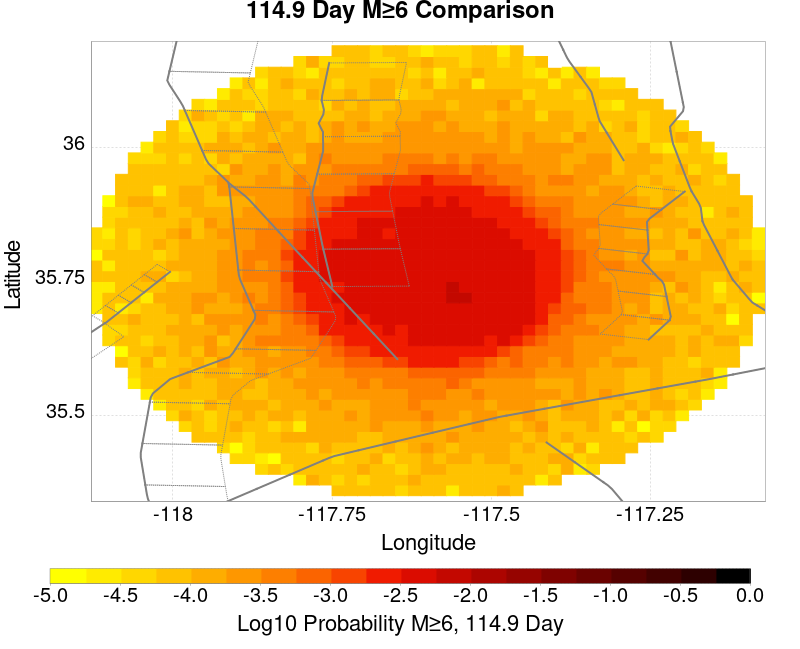 114.9 Day M≥6 Comparison
36
35.75
35.5
Latitude
-118 -117.75 -117.5 -117.25
Longitude
-5.0 -4.5 -4.0 -3.5 -3.0 -2.5 -2.0 -1.5 -1.0 -0.5 0.0
Log10 Probability M≥6, 114.9 Day